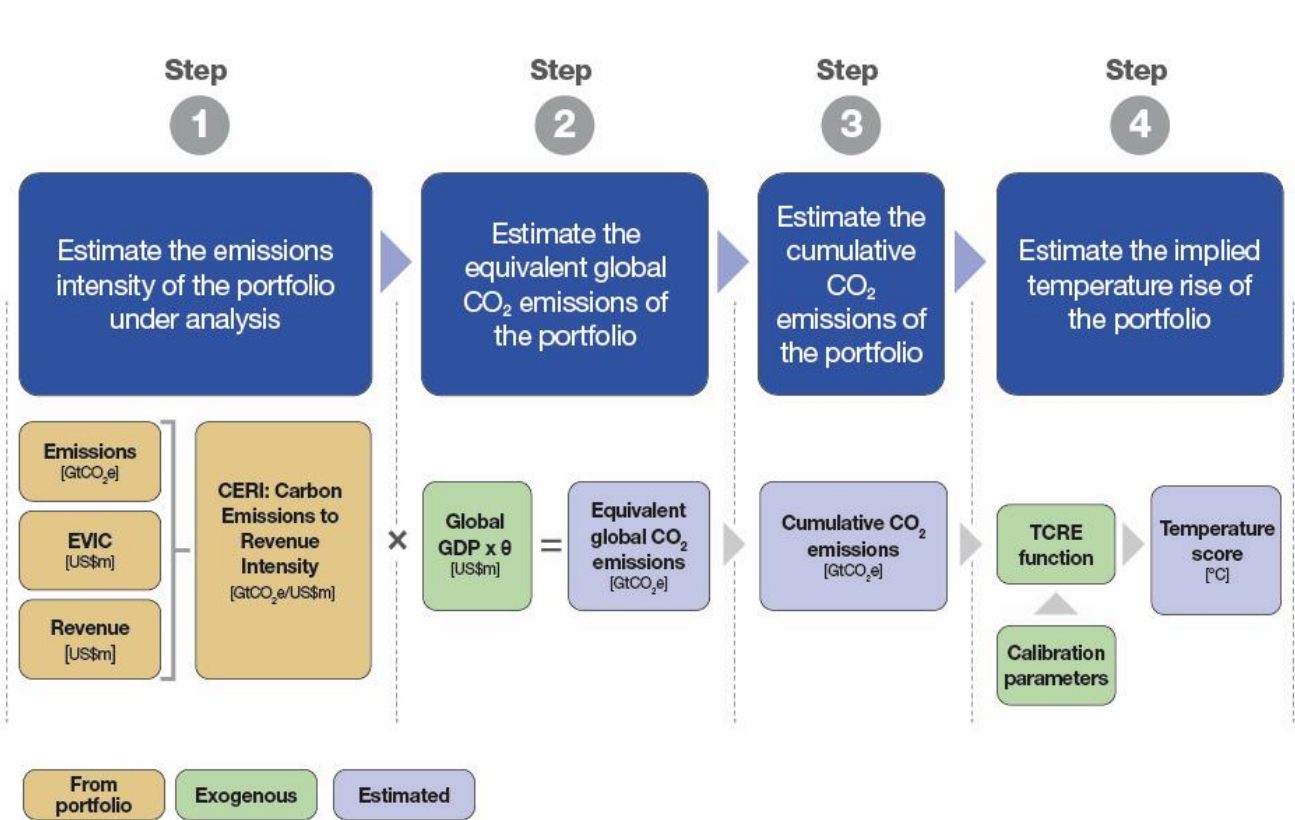 Step
1
Step
2
Step
3
Step
4
Estimate the emissions
intensity of the portfolio
under analysis
Estimate the
equivalent global
CO₂ emissions of
the portfolio
Estimate the
cumulative
CO₂
emissions of
the portfolio
Estimate the implied
temperature rise of
the portfolio
Emissions
[GtCO₂e]
EVIC
[US$m]
Revenue
[US$m]
CERI: Carbon
Emissions to
Revenue
Intensity
[GtCO₂e/US$m]
×
Global
GDP x θ
[US$m]
=
Equivalent
global CO₂
emissions
[GtCO₂e]
Cumulative CO₂
emissions
[GtCO₂e]
TCRE
function
Calibration
parameters
Temperature
score
[°C]
From
portfolio
Exogenous
Estimated